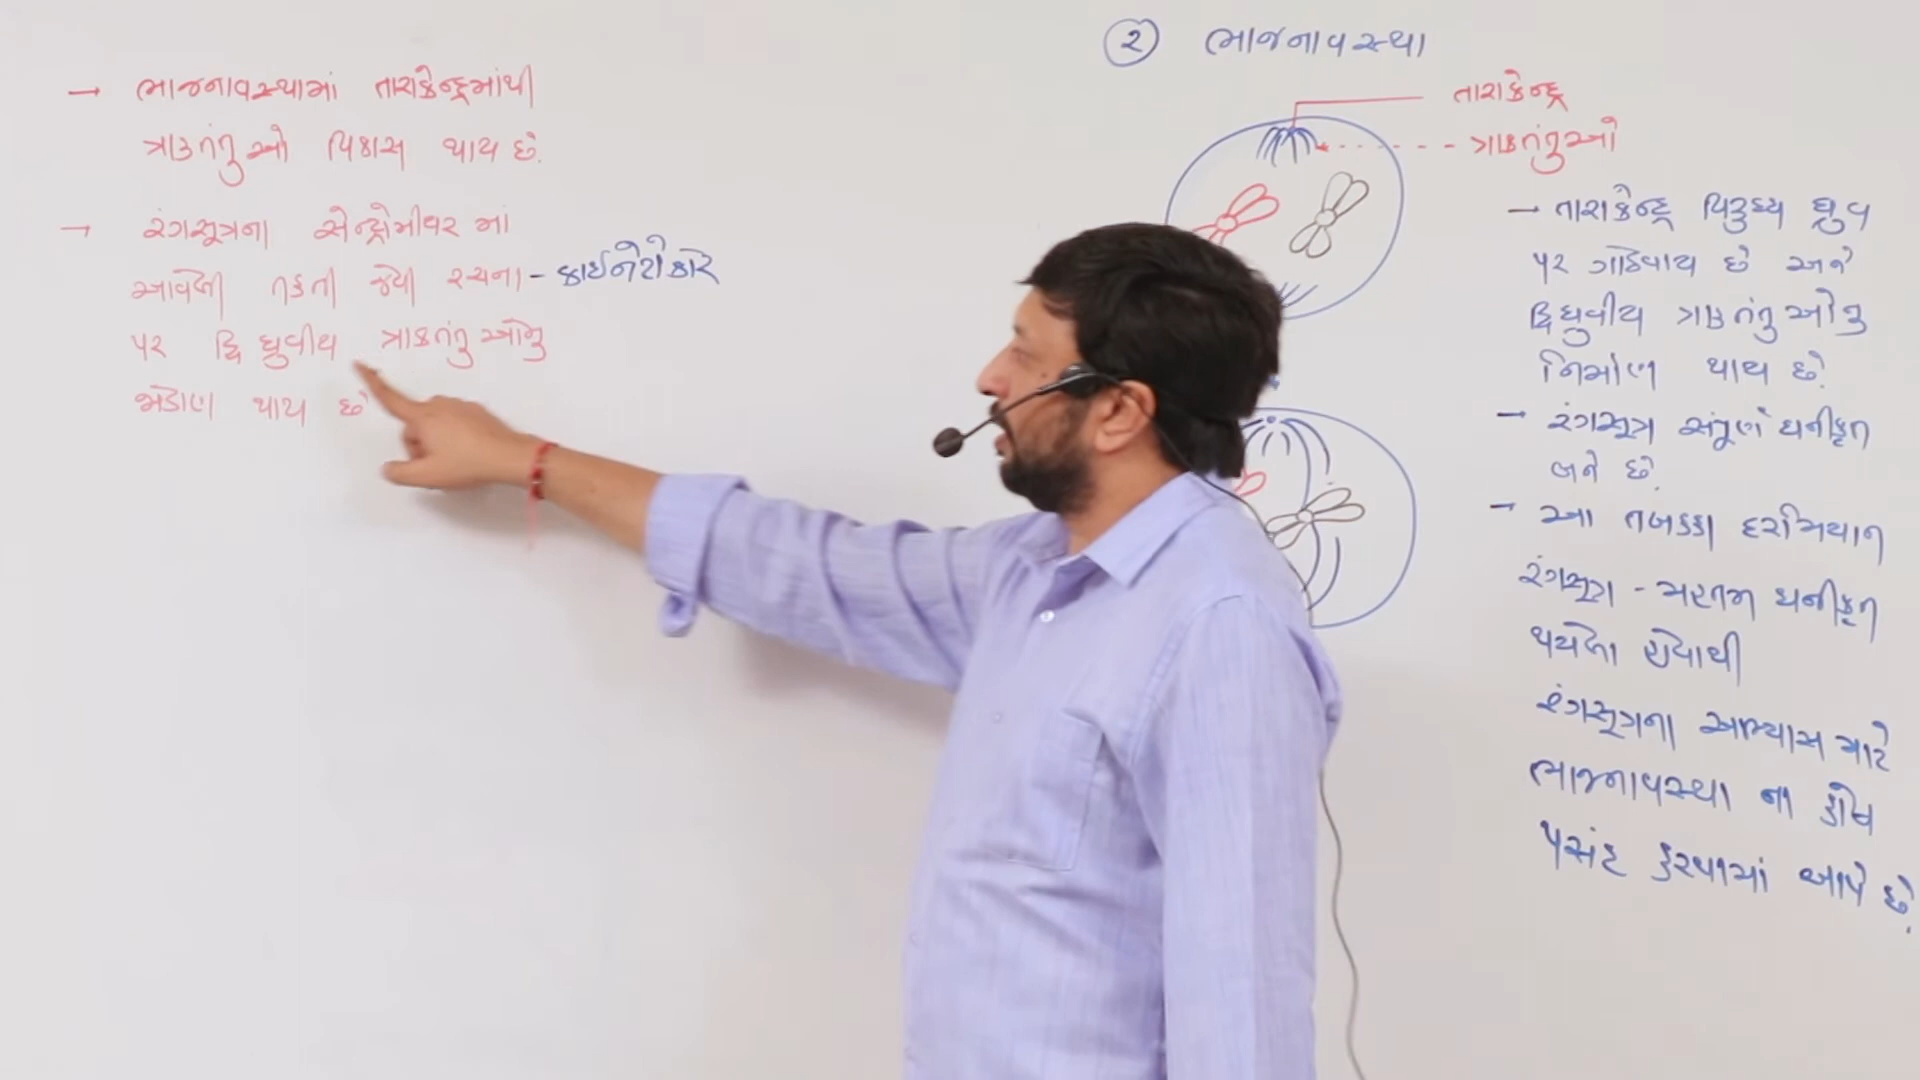 → ભાજનાવસ્થામાં તારાકેન્દ્રમાંથી
ત્રાકતંતુઓ વિકાસ થાય છે.
→ રંગસૂત્રના સેન્ટ્રોમીયર માં
આવેલી તકતી જેવી રચના - કાઈનેટોકોર
પર દ્વિ ધ્રુવીય ત્રાકતંતુઓનુ
જોડાણ થાય છે
૨ ભાજનાવસ્થા
તારાકેન્દ્ર
ત્રાકતંતુઓ
→ તારાકેન્દ્ર વિરુધ્ધ ધ્રુવ
પર ગોઠવાય છે અને
દ્વિધ્રુવીય ત્રાકતંતુઓનુ
નિર્માણ થાય છે.
→ રંગસૂત્ર સંપૂર્ણ ઘનીકૃત
બને છે.
→ આ તબક્કા દરમિયાન
રંગસૂત્ર - મહતમ ઘનીકૃત
થયેલા હોવાથી
રંગસૂત્રના અભ્યાસ માટે
ભાજનાવસ્થા ના કોષ
પસંદ કરવામાં આવે છે.